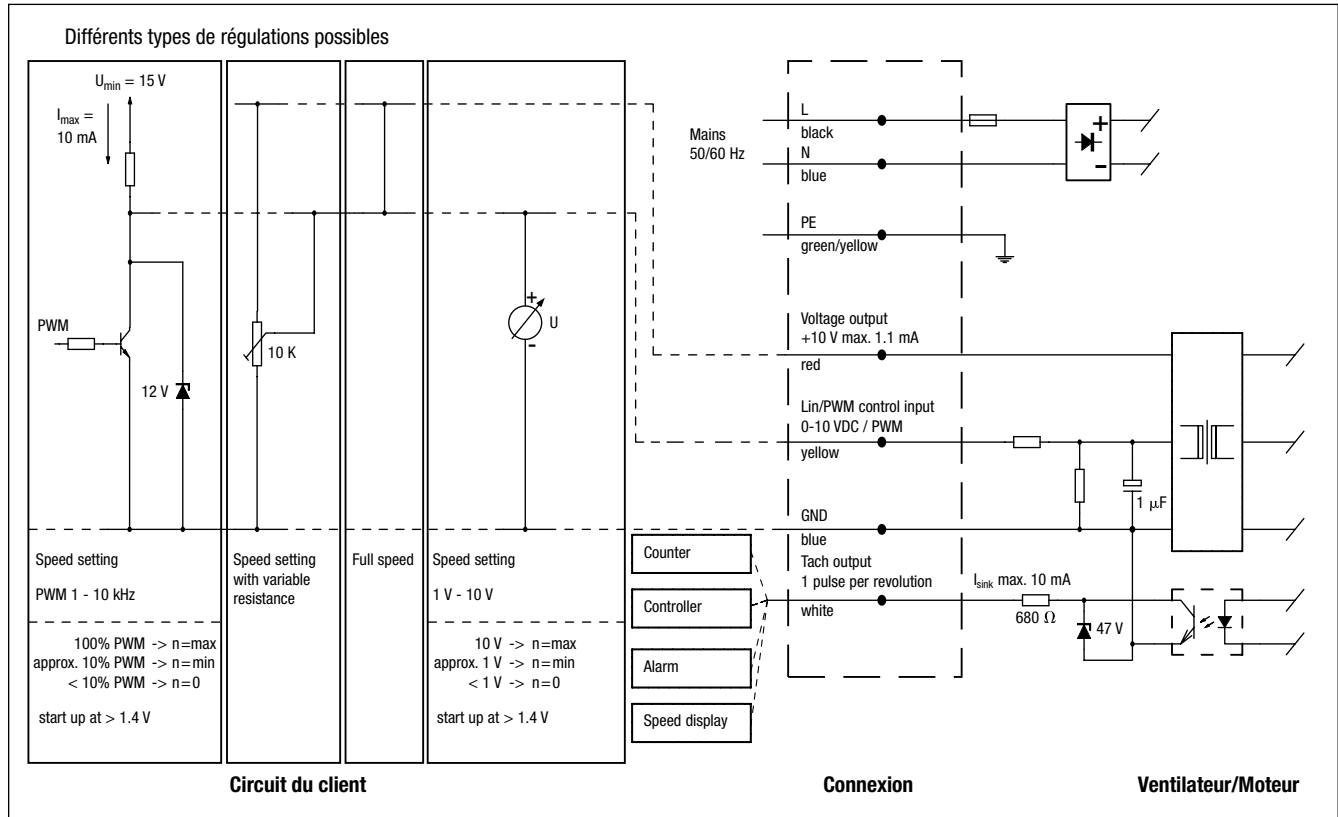 Différents types de régulations possibles
Umin = 15 V
Imax =
10 mA
PWM
12 V
10 K
+
-
U
Speed setting
PWM 1 - 10 kHz
100% PWM -> n=max
approx. 10% PWM -> n=min
< 10% PWM -> n=0
start up at > 1.4 V
Speed setting
with variable
resistance
Full speed
Speed setting
1 V - 10 V
10 V -> n=max
approx. 1 V -> n=min
< 1 V -> n=0
start up at > 1.4 V
Counter
Controller
Alarm
Speed display
Mains
50/60 Hz
L
black
N
blue
PE
green/yellow
Voltage output
+10 V max. 1.1 mA
red
Lin/PWM control input
0-10 VDC / PWM
yellow
GND
blue
Tach output
1 pulse per revolution
white
+
-
1 µF
Isink max. 10 mA
680 Ω
47 V
Circuit du client
Connexion
Ventilateur/Moteur